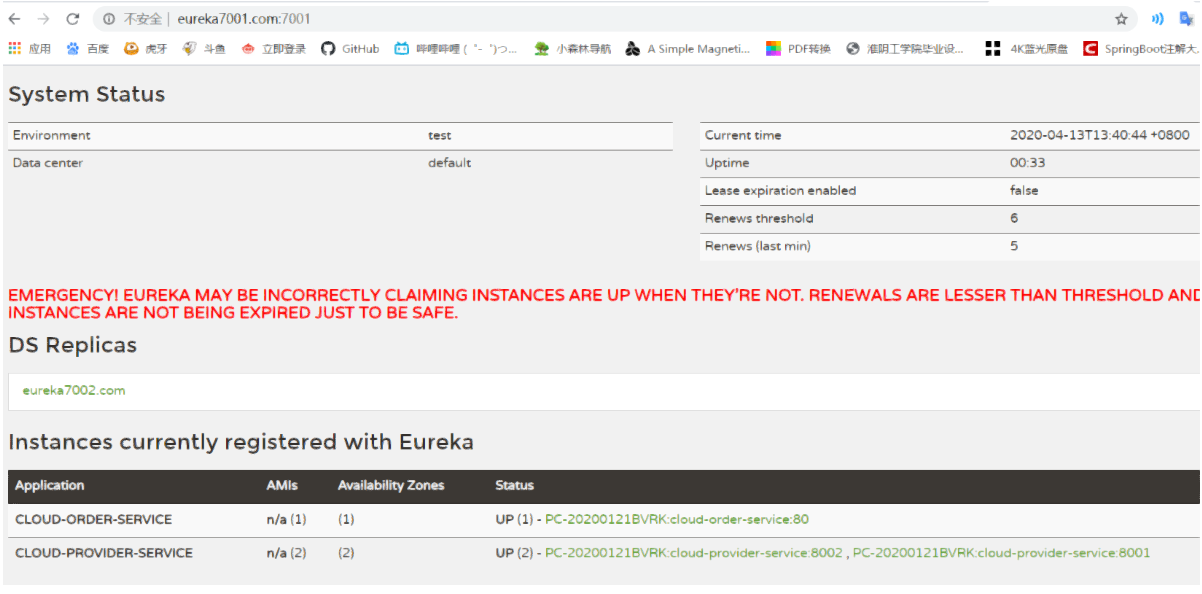 不安全 | eureka7001.com:7001
应用 百度 虎牙 斗鱼 立即登录 GitHub 哔哩哔哩 ( ゜- ゜)つ... 小森林导航 A Simple Magneti... PDF转换 淮阴工学院毕业设... 4K蓝光原盘 SpringBoot注解大...
System Status
Environment test
Data center default
Current time 2020-04-13T13:40:44 +0800
Uptime 00:33
Lease expiration enabled false
Renews threshold 6
Renews (last min) 5
EMERGENCY! EUREKA MAY BE INCORRECTLY CLAIMING INSTANCES ARE UP WHEN THEY'RE NOT. RENEWALS ARE LESSER THAN THRESHOLD AND
INSTANCES ARE NOT BEING EXPIRED JUST TO BE SAFE.
DS Replicas
eureka7002.com
Instances currently registered with Eureka
Application AMIs Availability Zones Status
CLOUD-ORDER-SERVICE n/a (1) (1) UP (1) - PC-20200121BVRK:cloud-order-service:80
CLOUD-PROVIDER-SERVICE n/a (2) (2) UP (2) - PC-20200121BVRK:cloud-provider-service:8002 , PC-20200121BVRK:cloud-provider-service:8001